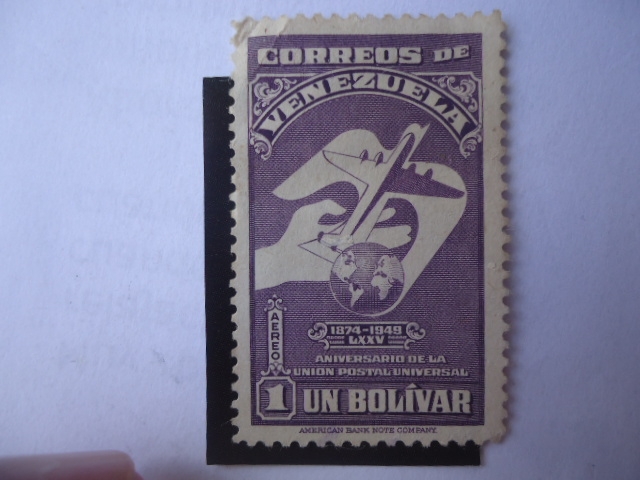 CORREOS DE
VENEZUELA
1874-1949
LXXV
AEREO
ANIVERSARIO DE LA
UNION POSTAL UNIVERSAL
1 UN BOLÍVAR
AMERICAN BANK NOTE COMPANY.